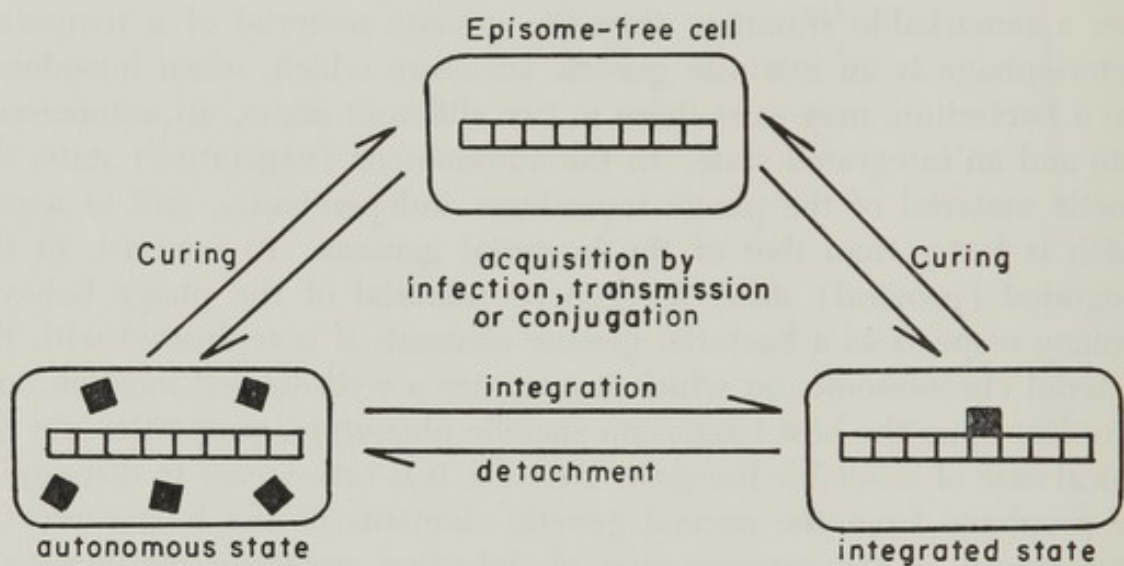 Episome-free cell
Curing
acquisition by
infection, transmission
or conjugation
Curing
integration
detachment
autonomous state
integrated state